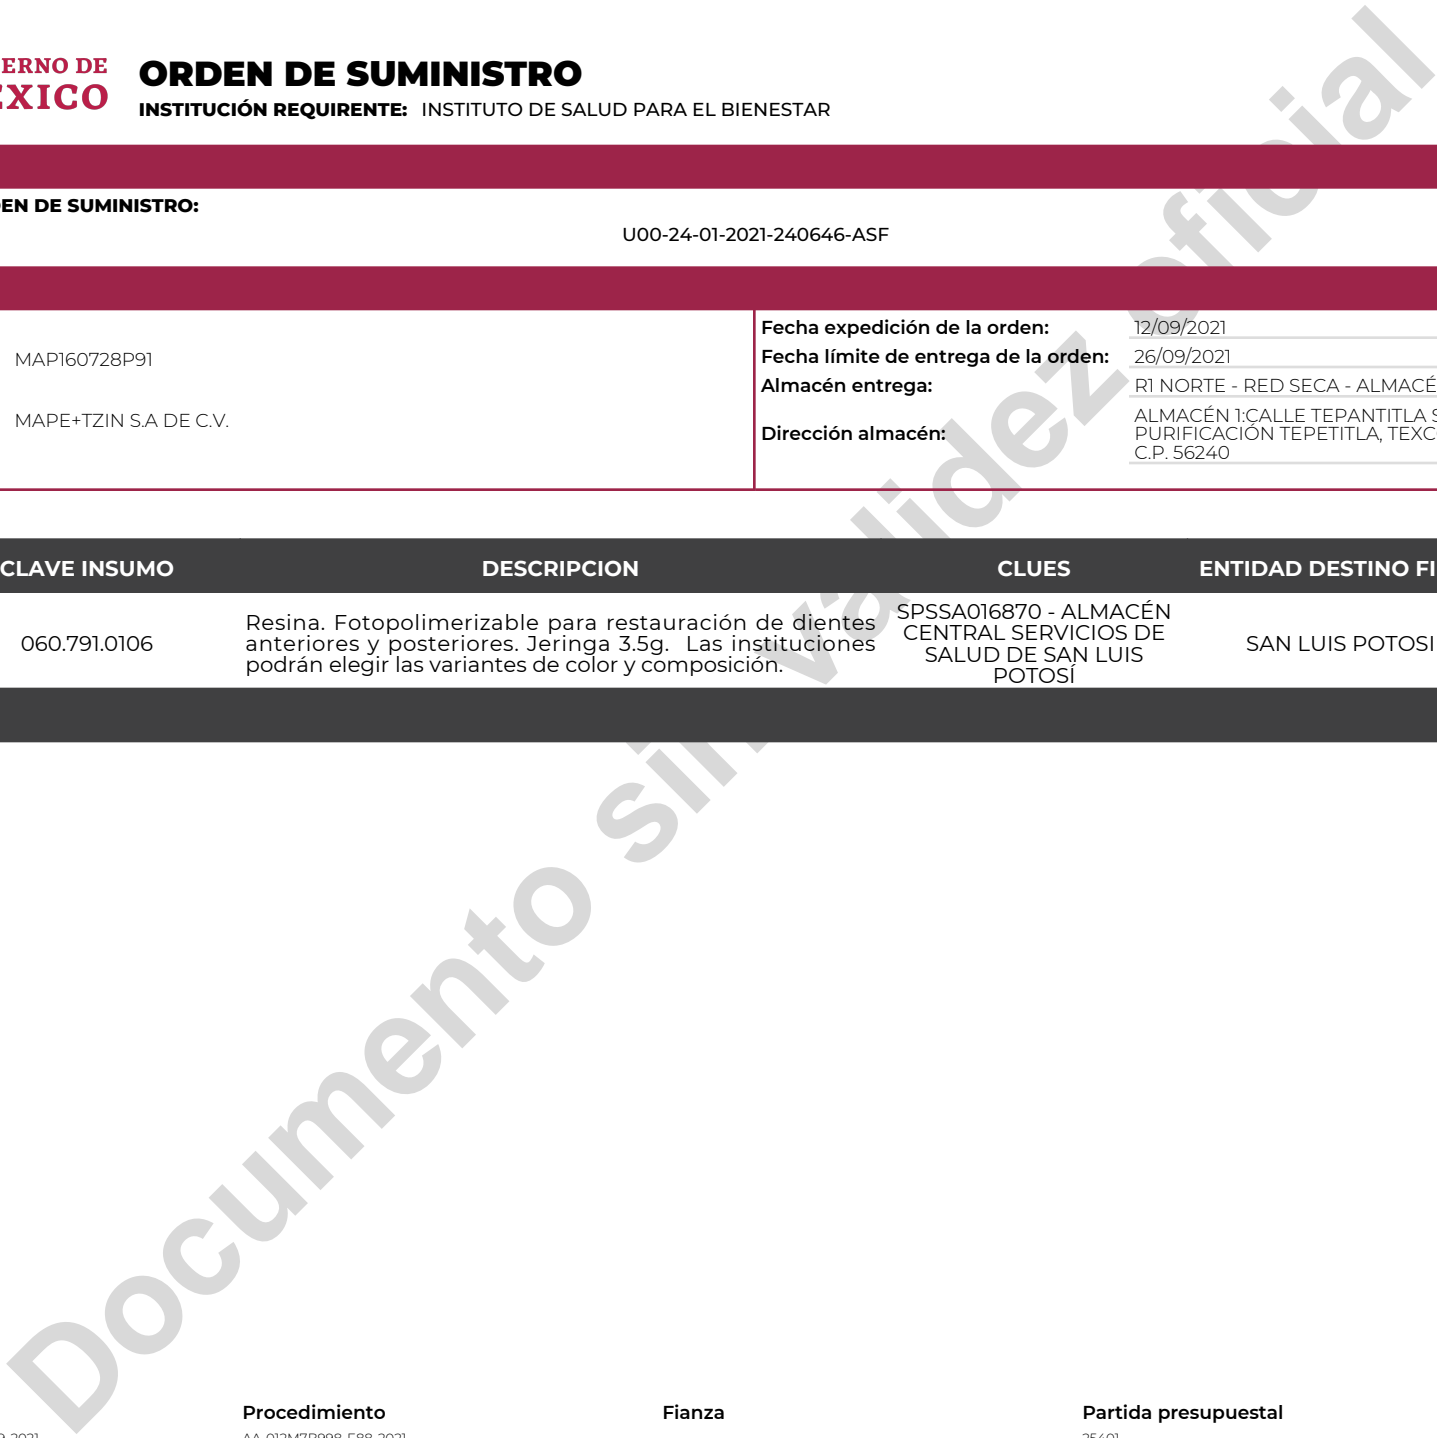 ERNO DE
ORDEN DE SUMINISTRO
XICO
INSTITUCIÓN REQUIRENTE: INSTITUTO DE SALUD PARA EL BIENESTAR
EN DE SUMINISTRO:
U00-24-01-2021-240646-ASF
Fecha expedición de la orden: 12/09/2021
MAP160728P91
Fecha límite de entrega de la orden: 26/09/2021
Almacén entrega: R1 NORTE - RED SECA - ALMACÉ
MAPE+TZIN S.A DE C.V.
Dirección almacén:
ALMACÉN 1:CALLE TEPANTITLA S
PURIFICACIÓN TEPETITLA, TEXC
C.P. 56240
CLAVE INSUMO DESCRIPCION CLUES ENTIDAD DESTINO FI
060.791.0106
Resina. Fotopolimerizable para restauración de dientes
anteriores y posteriores. Jeringa 3.5g. Las instituciones
podrán elegir las variantes de color y composición.
SPSSA016870 - ALMACÉN
CENTRAL SERVICIOS DE
SALUD DE SAN LUIS
POTOSÍ
SAN LUIS POTOSI
Documento sin validez oficial
Procedimiento Fianza Partida presupuestal